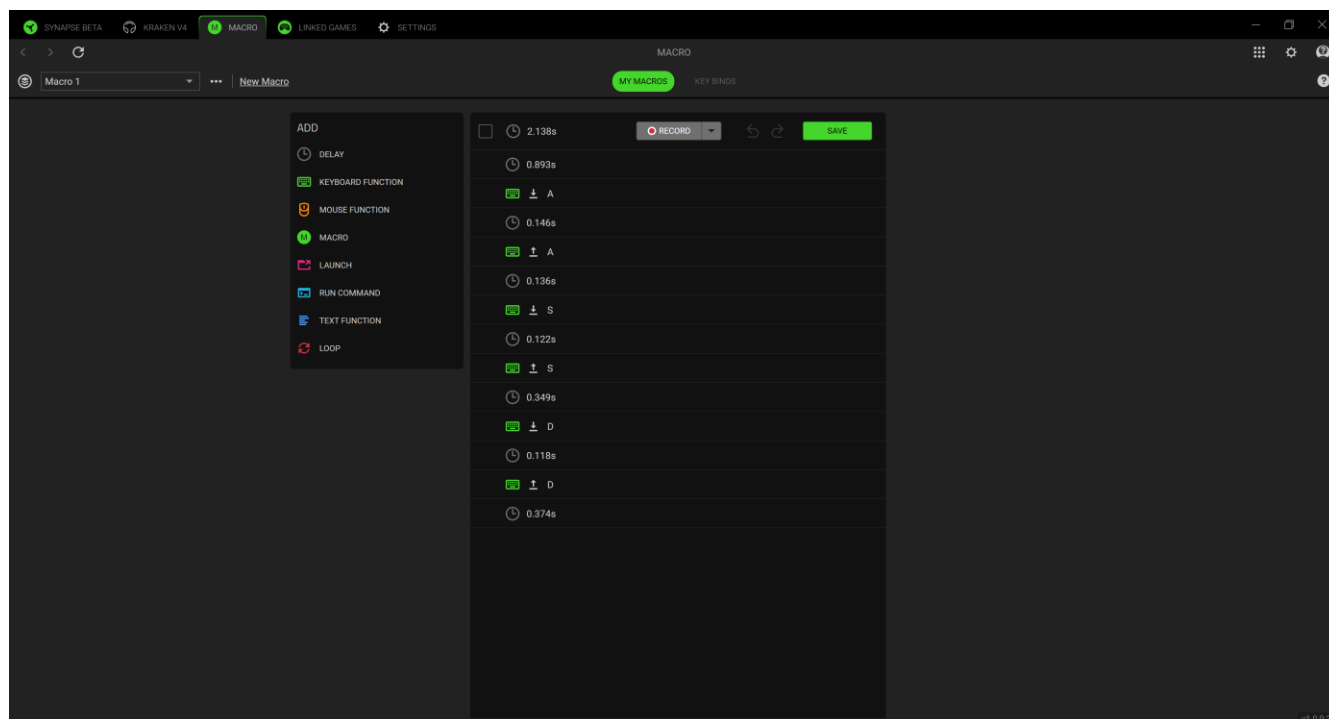 SYNAPSE BETA KRAKEN V4 M MACRO LINKED GAMES SETTINGS
MACRO
Macro 1 New Macro MY MACROS KEY BINDS
ADD
DELAY
KEYBOARD FUNCTION
MOUSE FUNCTION
M MACRO
LAUNCH
RUN COMMAND
TEXT FUNCTION
LOOP
2.138s RECORD SAVE
0.893s
A
0.146s
A
0.136s
S
0.122s
S
0.349s
D
0.118s
D
0.374s